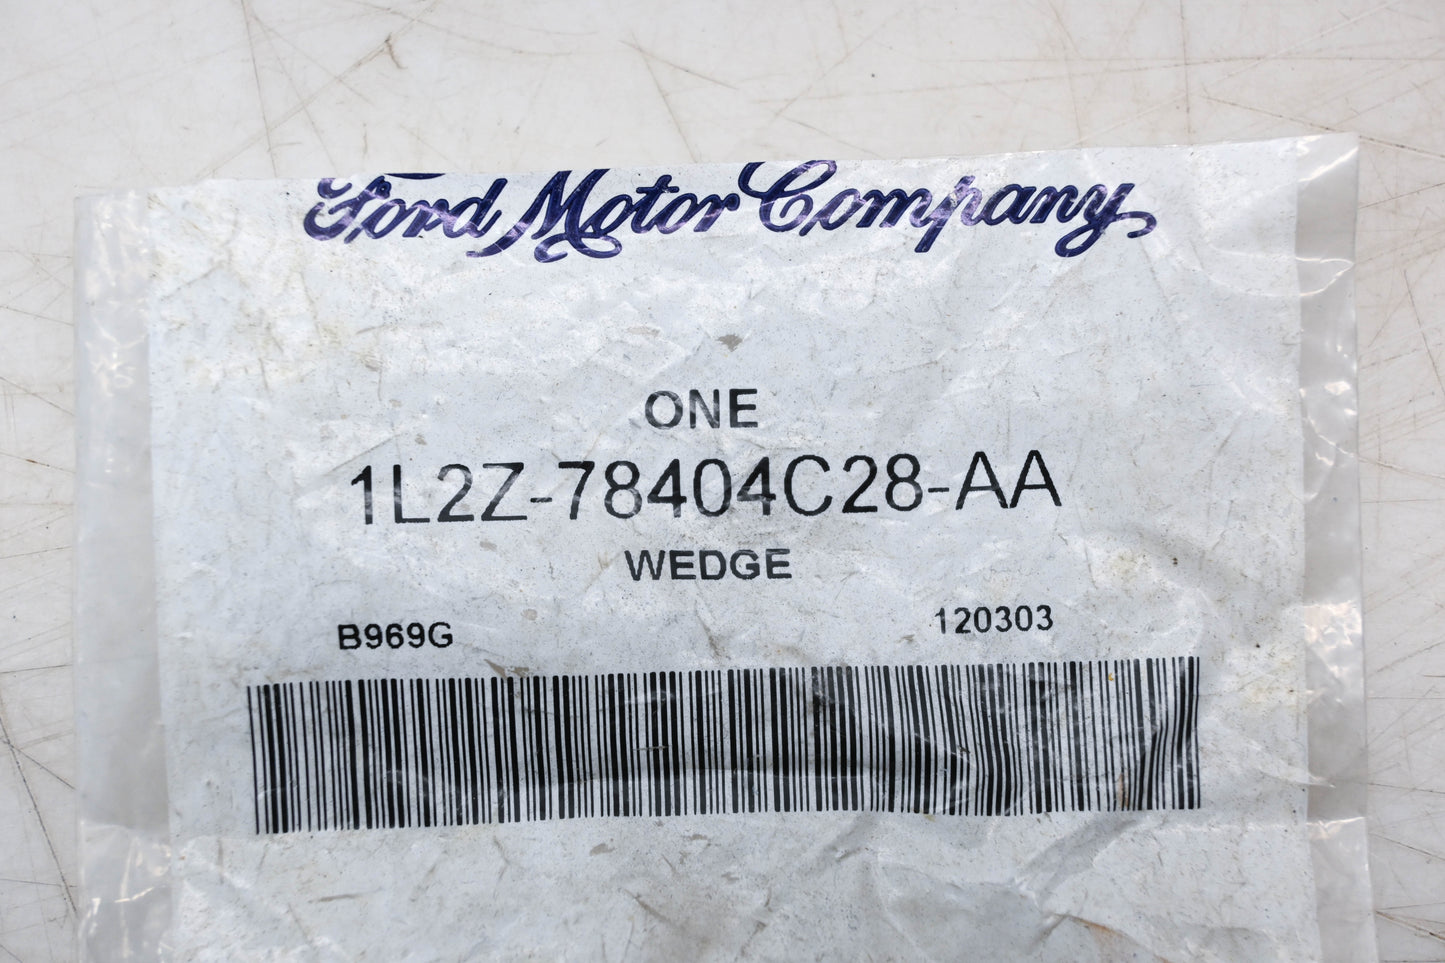 Ford Motor Company
ONE
1L2Z-78404C28-AA
WEDGE
B969G 120303